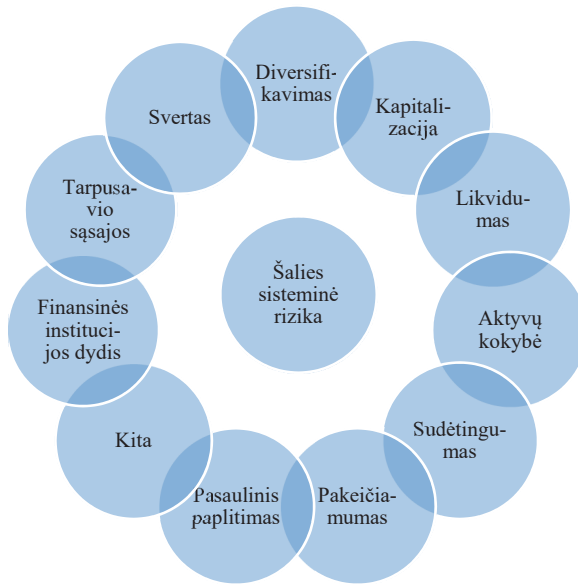 Diversifi-
kavimas
Kapitali-
zacija
Likvidu-
mas
Aktyvų
kokybė
Sudėtingu-
mas
Pakeičia-
mumas
Pasaulinis
paplitimas
Kita
Finansinės
instituci-
jos dydis
Tarpusa-
vio
sąsajos
Svertas
Šalies
sisteminė
rizika